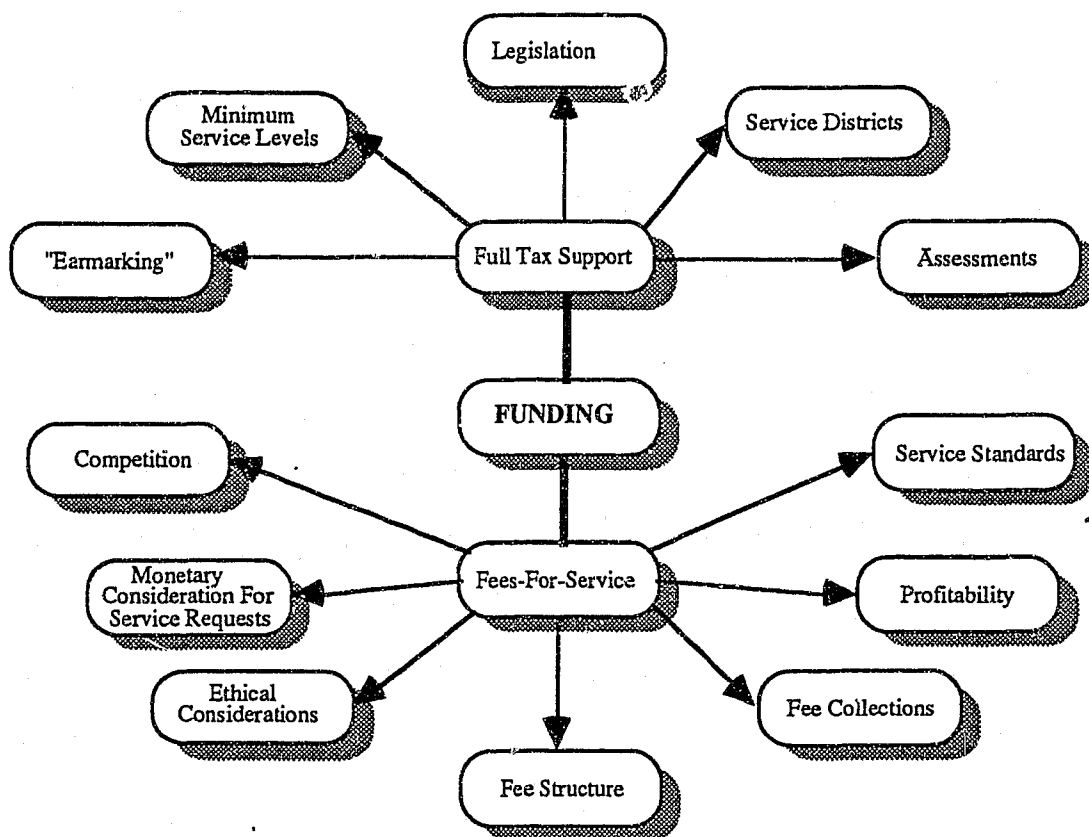 Legislation
Minimum
Service Levels
Service Districts
"Earmarking"
Full Tax Support
Assessments
FUNDING
Competition
Service Standards
Monetary
Consideration For
Service Requests
Fees-For-Service
Profitability
Ethical
Considerations
Fee Collections
Fee Structure